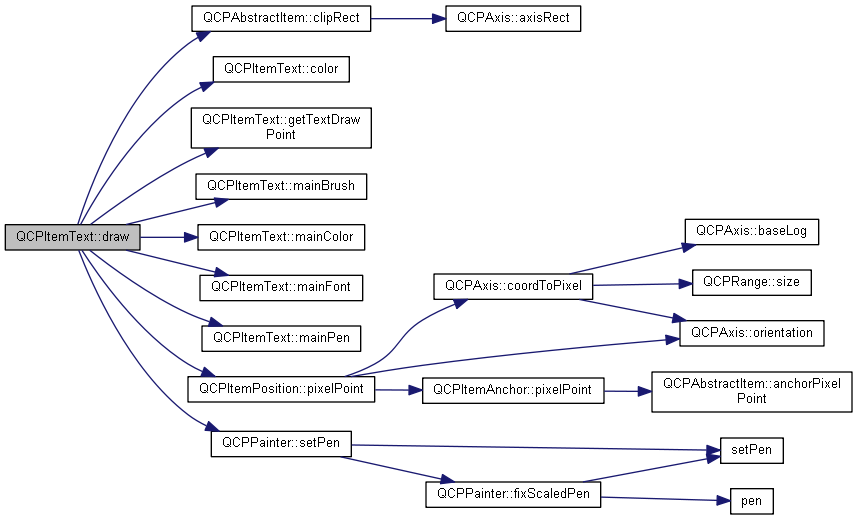 QCPAbstractItem::clipRect
QCPAxis::axisRect
QCPItemText::color
QCPItemText::getTextDraw
Point
QCPItemText::mainBrush
QCPItemText::draw
QCPItemText::mainColor
QCPAxis::baseLog
QCPItemText::mainFont
QCPAxis::coordToPixel
QCPRange::size
QCPItemText::mainPen
QCPAxis::orientation
QCPItemPosition::pixelPoint
QCPItemAnchor::pixelPoint
QCPAbstractItem::anchorPixel
Point
QCPPainter::setPen
setPen
QCPPainter::fixScaledPen
pen